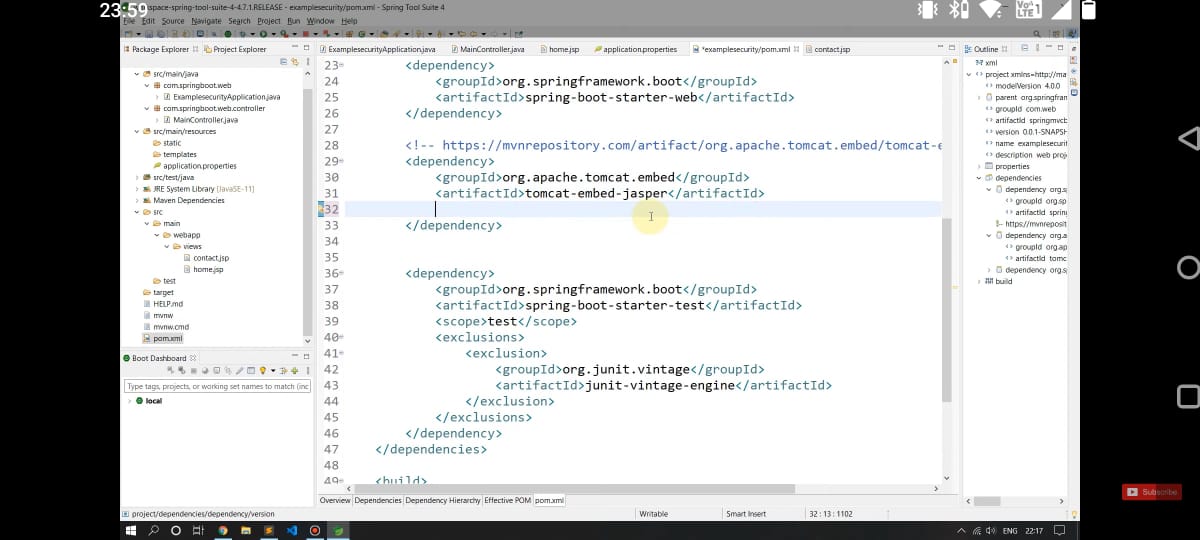 23:59
space-spring-tool-suite-4-4.7.1.RELEASE - examplesecurity/pom.xml - Spring Tool Suite 4
Vo LTE 1
File Edit Source Navigate Search Project Run Window Help
Package Explorer Project Explorer
ExamplesecurityApplication.java MainController.java home.jsp application.properties *examplesecurity/pom.xml contact.jsp
Outline
src/main/java
com.springboot.web
ExamplesecurityApplication.java
com.springboot.web.controller
MainController.java
src/main/resources
static
templates
application.properties
src/test/java
JRE System Library [JavaSE-11]
Maven Dependencies
src
main
webapp
views
contact.jsp
home.jsp
test
target
HELP.md
mvnw
mvnw.cmd
pom.xml
Boot Dashboard
Type tags, projects, or working set names to match (inc
local
23 <dependency>
24 <groupId>org.springframework.boot</groupId>
25 <artifactId>spring-boot-starter-web</artifactId>
26 </dependency>
27
28 <!-- https://mvnrepository.com/artifact/org.apache.tomcat.embed/tomcat-e
29 <dependency>
30 <groupId>org.apache.tomcat.embed</groupId>
31 <artifactId>tomcat-embed-jasper</artifactId>
32
33 </dependency>
34
35
36 <dependency>
37 <groupId>org.springframework.boot</groupId>
38 <artifactId>spring-boot-starter-test</artifactId>
39 <scope>test</scope>
40 <exclusions>
41 <exclusion>
42 <groupId>org.junit.vintage</groupId>
43 <artifactId>junit-vintage-engine</artifactId>
44 </exclusion>
45 </exclusions>
46 </dependency>
47 </dependencies>
48
49 <build>
Overview Dependencies Dependency Hierarchy Effective POM pom.xml
xml
project xmlns=http://ma
modelVersion 4.0.0
parent org.springfran
groupId com.web
artifactId springmvcb
version 0.0.1-SNAPSH
name examplesecurit
description web proj
properties
dependencies
dependency org.s
groupId org.sp
artifactId spring
https://mvnreposit
dependency org.a
groupId org.ap
artifactId tomc
dependency org.s
build
project/dependencies/dependency/version
Writable Smart Insert 32 : 13 : 1102
Subscribe
ENG 22:17